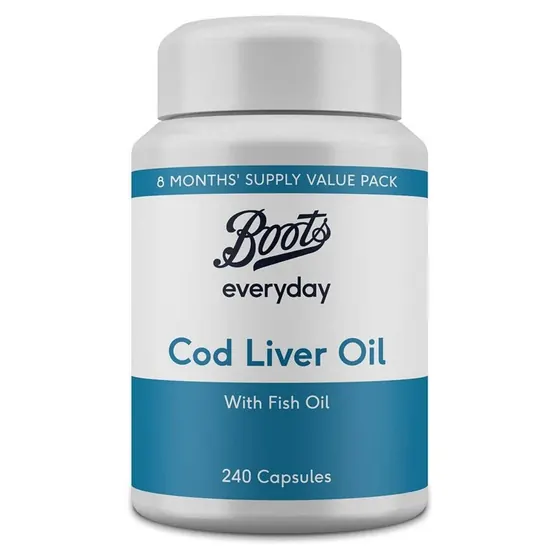 8 MONTHS' SUPPLY VALUE PACK
Boots
everyday
Cod Liver Oil
With Fish Oil
240 Capsules